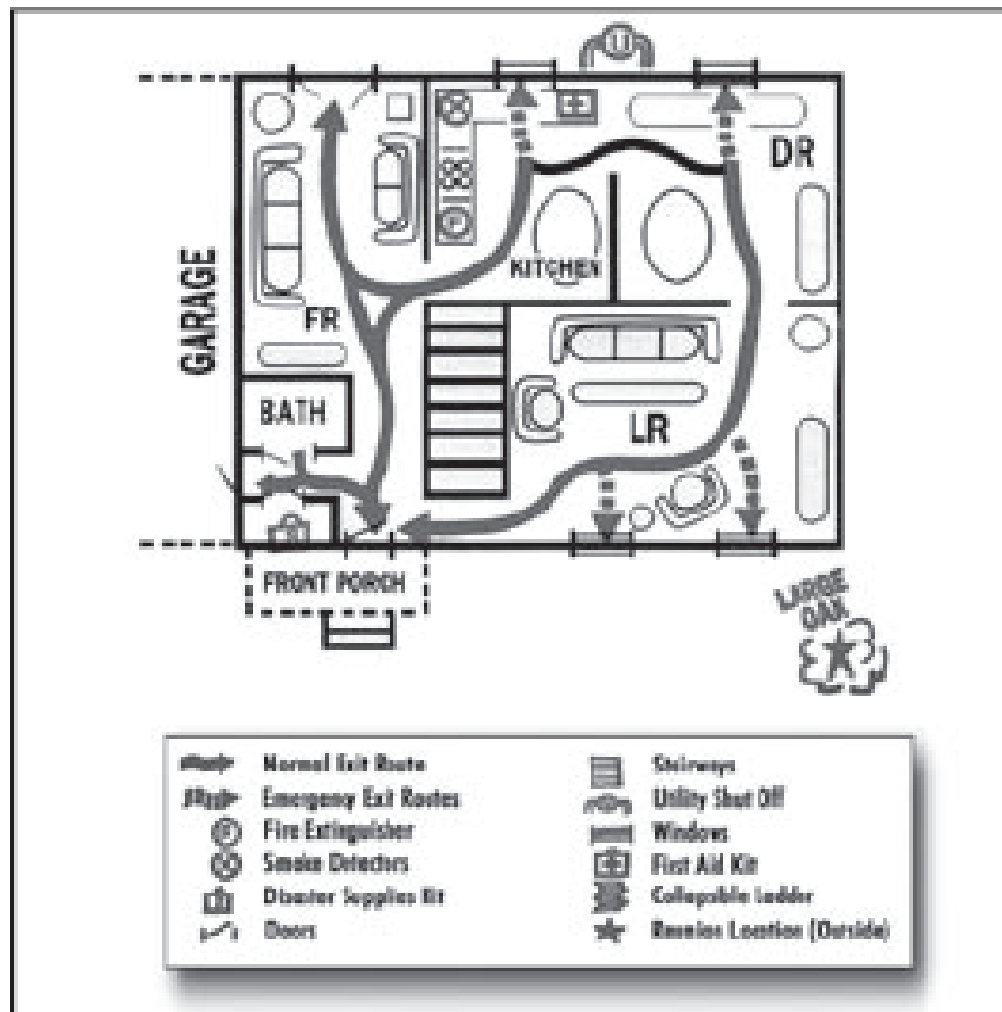 DR
KITCHEN
GARAGE
FR
BATH
LR
FRONT PORCH
LARGE
OAK
Normal Exit Route
Emergency Exit Routes
Fire Extinguisher
Smoke Detectors
Disaster Supplies Kit
Doors
Stairways
Utility Shut Off
Windows
First Aid Kit
Collapsible Ladder
Reunion Location (Outside)